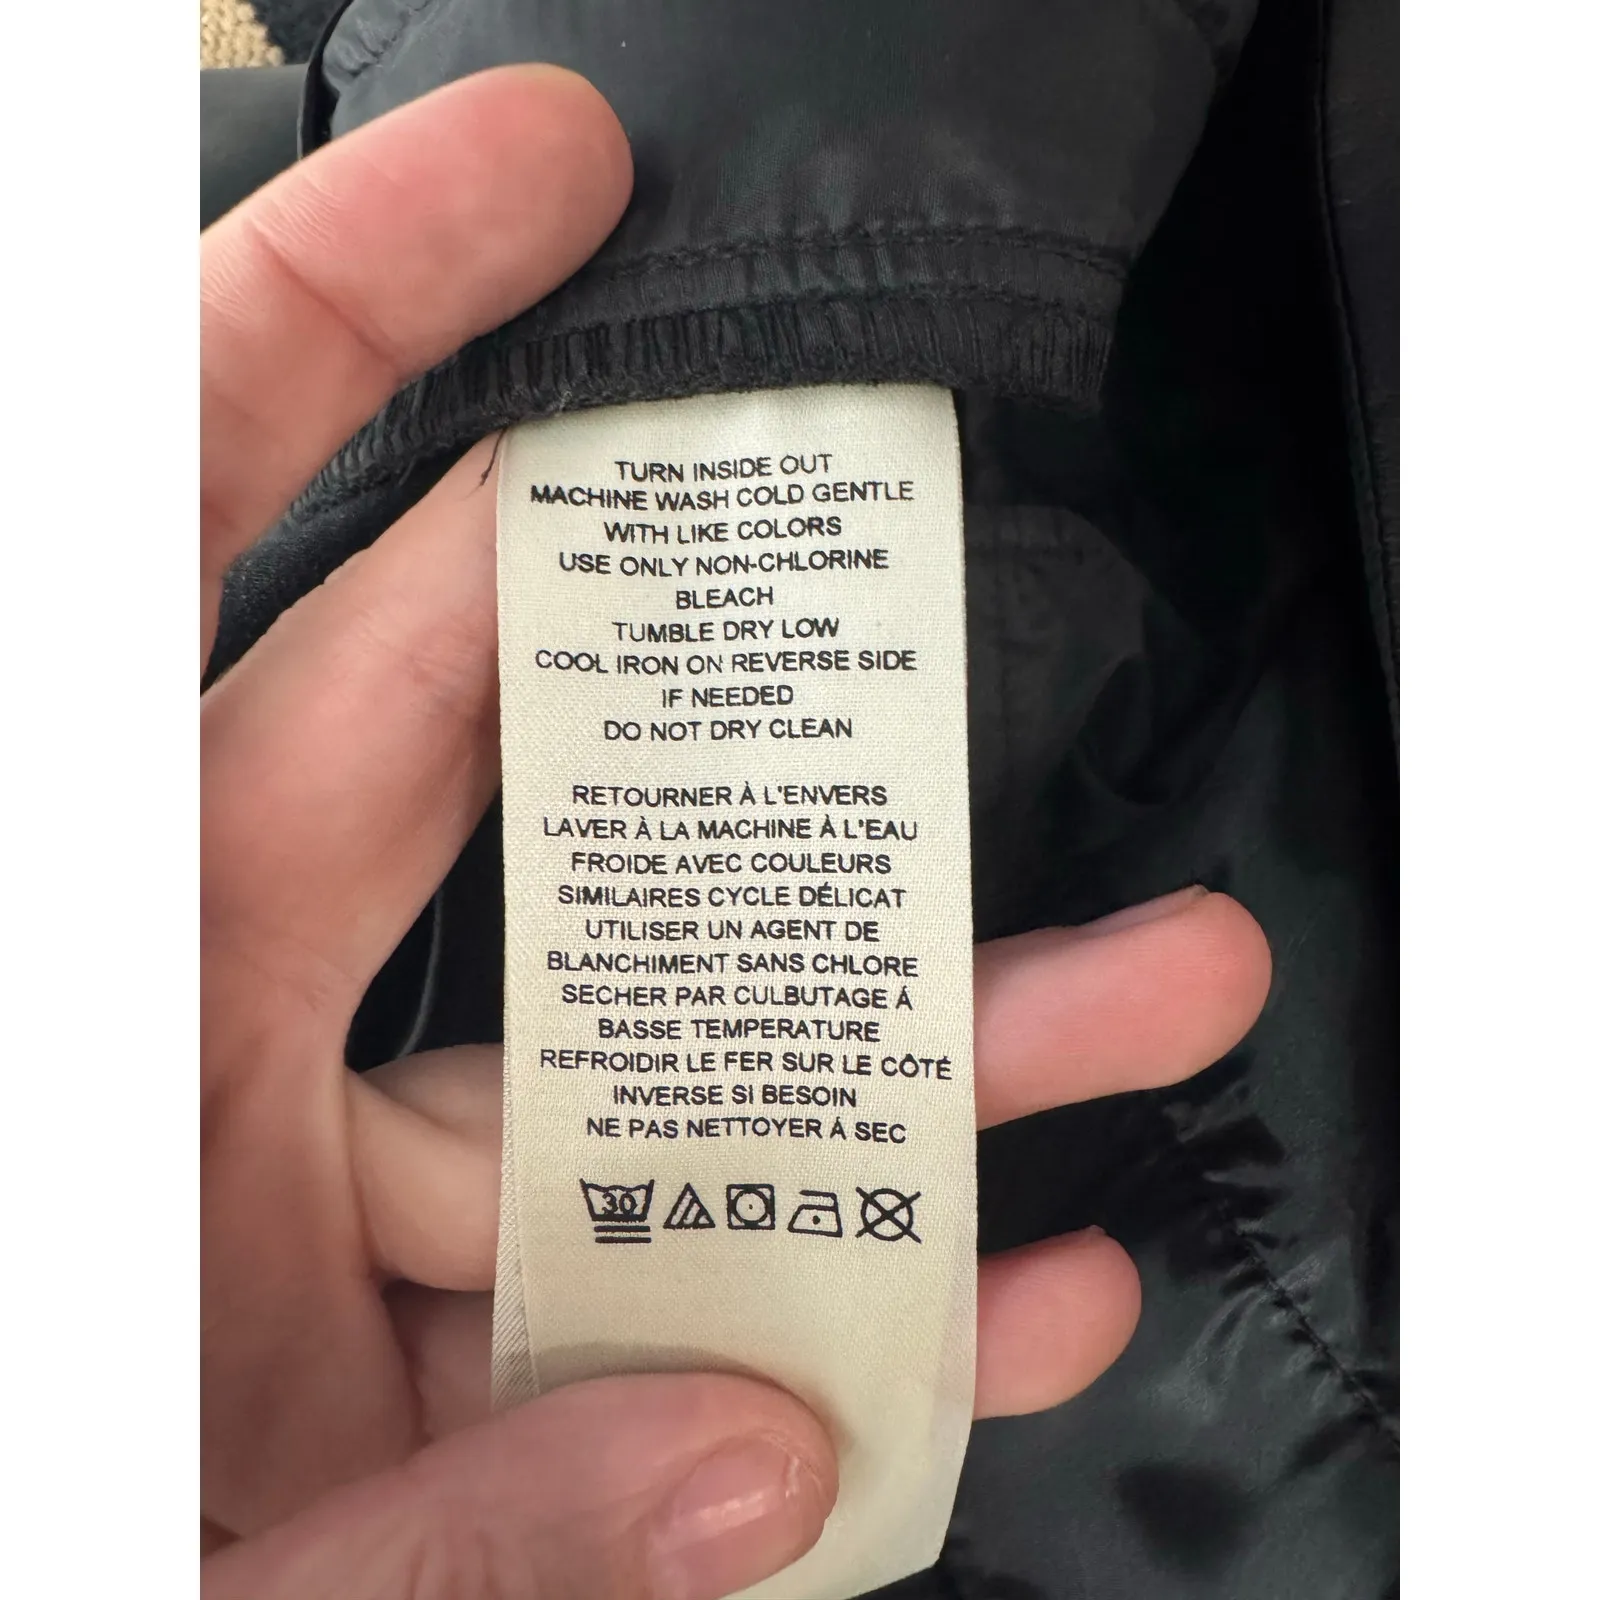 TURN INSIDE OUT
MACHINE WASH COLD GENTLE
WITH LIKE COLORS
USE ONLY NON-CHLORINE
BLEACH
TUMBLE DRY LOW
COOL IRON ON REVERSE SIDE
IF NEEDED
DO NOT DRY CLEAN
RETOURNER À L'ENVERS
LAVER À LA MACHINE À L'EAU
FROIDE AVEC COULEURS
SIMILAIRES CYCLE DÉLICAT
UTILISER UN AGENT DE
BLANCHIMENT SANS CHLORE
SECHER PAR CULBUTAGE Á
BASSE TEMPERATURE
REFROIDIR LE FER SUR LE CÔTÉ
INVERSE SI BESOIN
NE PAS NETTOYER Á SEC
30